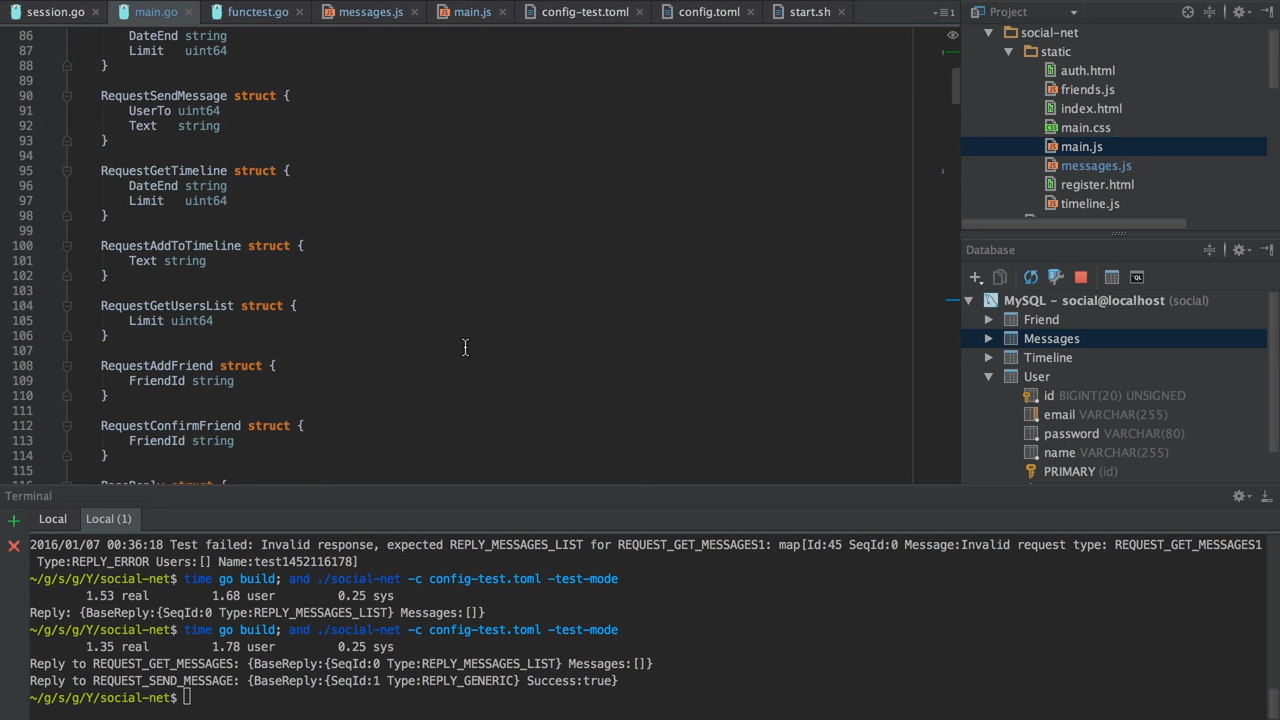 session.go × main.go × functest.go × messages.js × main.js × config-test.toml × config.toml × start.sh ×
86 DateEnd string
87 Limit uint64
88 }
89
90 RequestSendMessage struct {
91 UserTo uint64
92 Text string
93 }
94
95 RequestGetTimeline struct {
96 DateEnd string
97 Limit uint64
98 }
99
100 RequestAddToTimeline struct {
101 Text string
102 }
103
104 RequestGetUsersList struct {
105 Limit uint64
106 }
107
108 RequestAddFriend struct {
109 FriendId string
110 }
111
112 RequestConfirmFriend struct {
113 FriendId string
114 }
115
116 BaseReply struct {
Project
social-net
static
auth.html
friends.js
index.html
main.css
main.js
messages.js
register.html
timeline.js
Database
MySQL - social@localhost (social)
Friend
Messages
Timeline
User
id BIGINT(20) UNSIGNED
email VARCHAR(255)
password VARCHAR(80)
name VARCHAR(255)
PRIMARY (id)
Terminal
Local Local (1)
2016/01/07 00:36:18 Test failed: Invalid response, expected REPLY_MESSAGES_LIST for REQUEST_GET_MESSAGES1: map[Id:45 SeqId:0 Message:Invalid request type: REQUEST_GET_MESSAGES1
Type:REPLY_ERROR Users:[] Name:test1452116178]
~/g/s/g/Y/social-net$ time go build; and ./social-net -c config-test.toml -test-mode
1.53 real 1.68 user 0.25 sys
Reply: {BaseReply:{SeqId:0 Type:REPLY_MESSAGES_LIST} Messages:[]}
~/g/s/g/Y/social-net$ time go build; and ./social-net -c config-test.toml -test-mode
1.35 real 1.78 user 0.25 sys
Reply to REQUEST_GET_MESSAGES: {BaseReply:{SeqId:0 Type:REPLY_MESSAGES_LIST} Messages:[]}
Reply to REQUEST_SEND_MESSAGE: {BaseReply:{SeqId:1 Type:REPLY_GENERIC} Success:true}
~/g/s/g/Y/social-net$